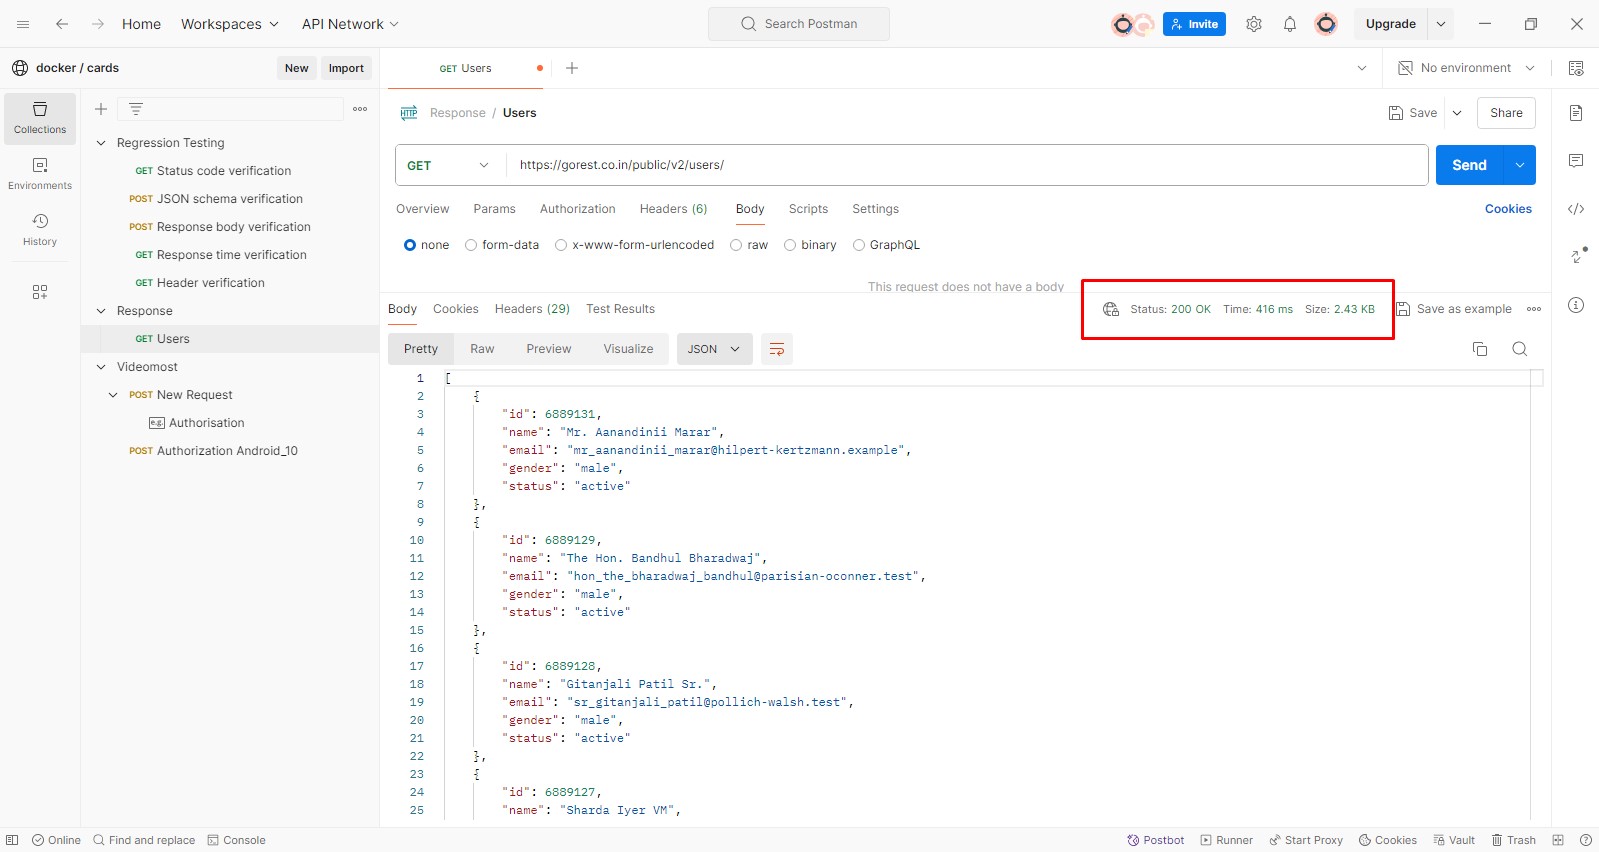 Home Workspaces API Network Search Postman Invite Upgrade
docker / cards New Import GET Users No environment
Collections
Environments
History
Regression Testing
GET Status code verification
POST JSON schema verification
POST Response body verification
GET Response time verification
GET Header verification
Response
GET Users
Videomost
POST New Request
e.g. Authorisation
POST Authorization Android_10
HTTP Response / Users Save Share
GET https://gorest.co.in/public/v2/users/ Send
Overview Params Authorization Headers (6) Body Scripts Settings Cookies
none form-data x-www-form-urlencoded raw binary GraphQL
This request does not have a body
Body Cookies Headers (29) Test Results Status: 200 OK Time: 416 ms Size: 2.43 KB Save as example
Pretty Raw Preview Visualize JSON
1 [
2 {
3 "id": 6889131,
4 "name": "Mr. Aanandinii Marar",
5 "email": "mr_aanandinii_marar@hilpert-kertzmann.example",
6 "gender": "male",
7 "status": "active"
8 },
9 {
10 "id": 6889129,
11 "name": "The Hon. Bandhul Bharadwaj",
12 "email": "hon_the_bharadwaj_bandhul@parisian-oconner.test",
13 "gender": "male",
14 "status": "active"
15 },
16 {
17 "id": 6889128,
18 "name": "Gitanjali Patil Sr.",
19 "email": "sr_gitanjali_patil@pollich-walsh.test",
20 "gender": "male",
21 "status": "active"
22 },
23 {
24 "id": 6889127,
25 "name": "Sharda Iyer VM",
Online Find and replace Console Postbot Runner Start Proxy Cookies Vault Trash